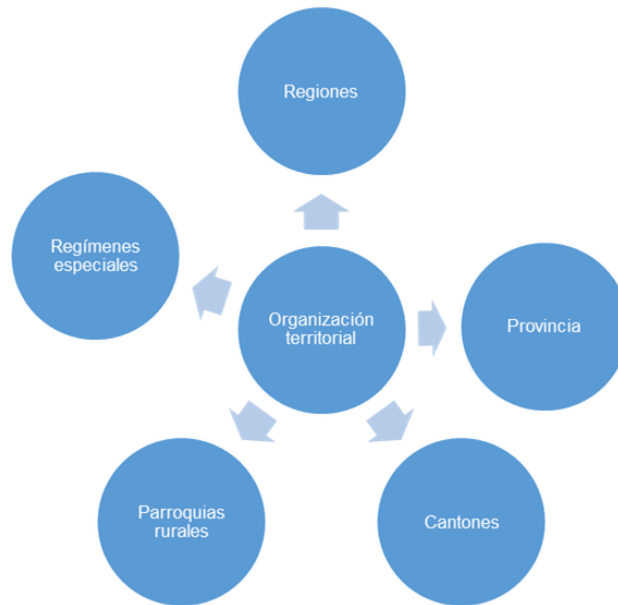 Regiones
Regímenes
especiales
Organización
territorial
Provincia
Parroquias
rurales
Cantones